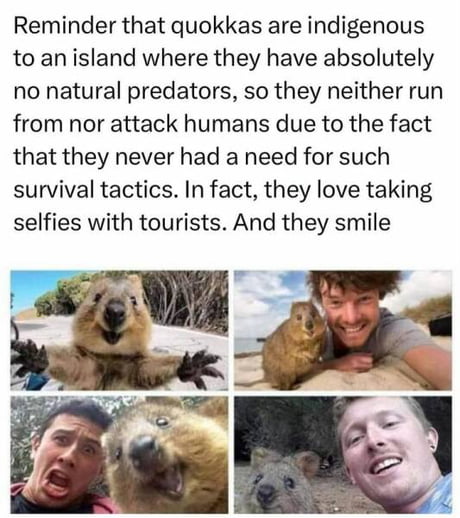 Reminder that quokkas are indigenous
to an island where they have absolutely
no natural predators, so they neither run
from nor attack humans due to the fact
that they never had a need for such
survival tactics. In fact, they love taking
selfies with tourists. And they smile